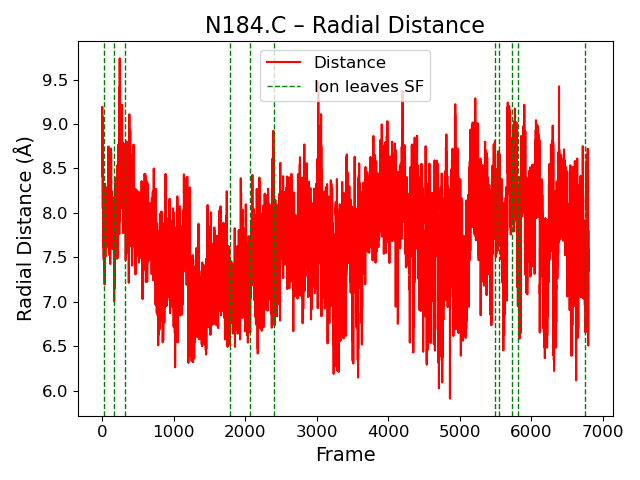 N184.C – Radial Distance
Distance
Ion leaves SF
Radial Distance (Å)
9.5
9.0
8.5
8.0
7.5
7.0
6.5
6.0
0 1000 2000 3000 4000 5000 6000 7000
Frame